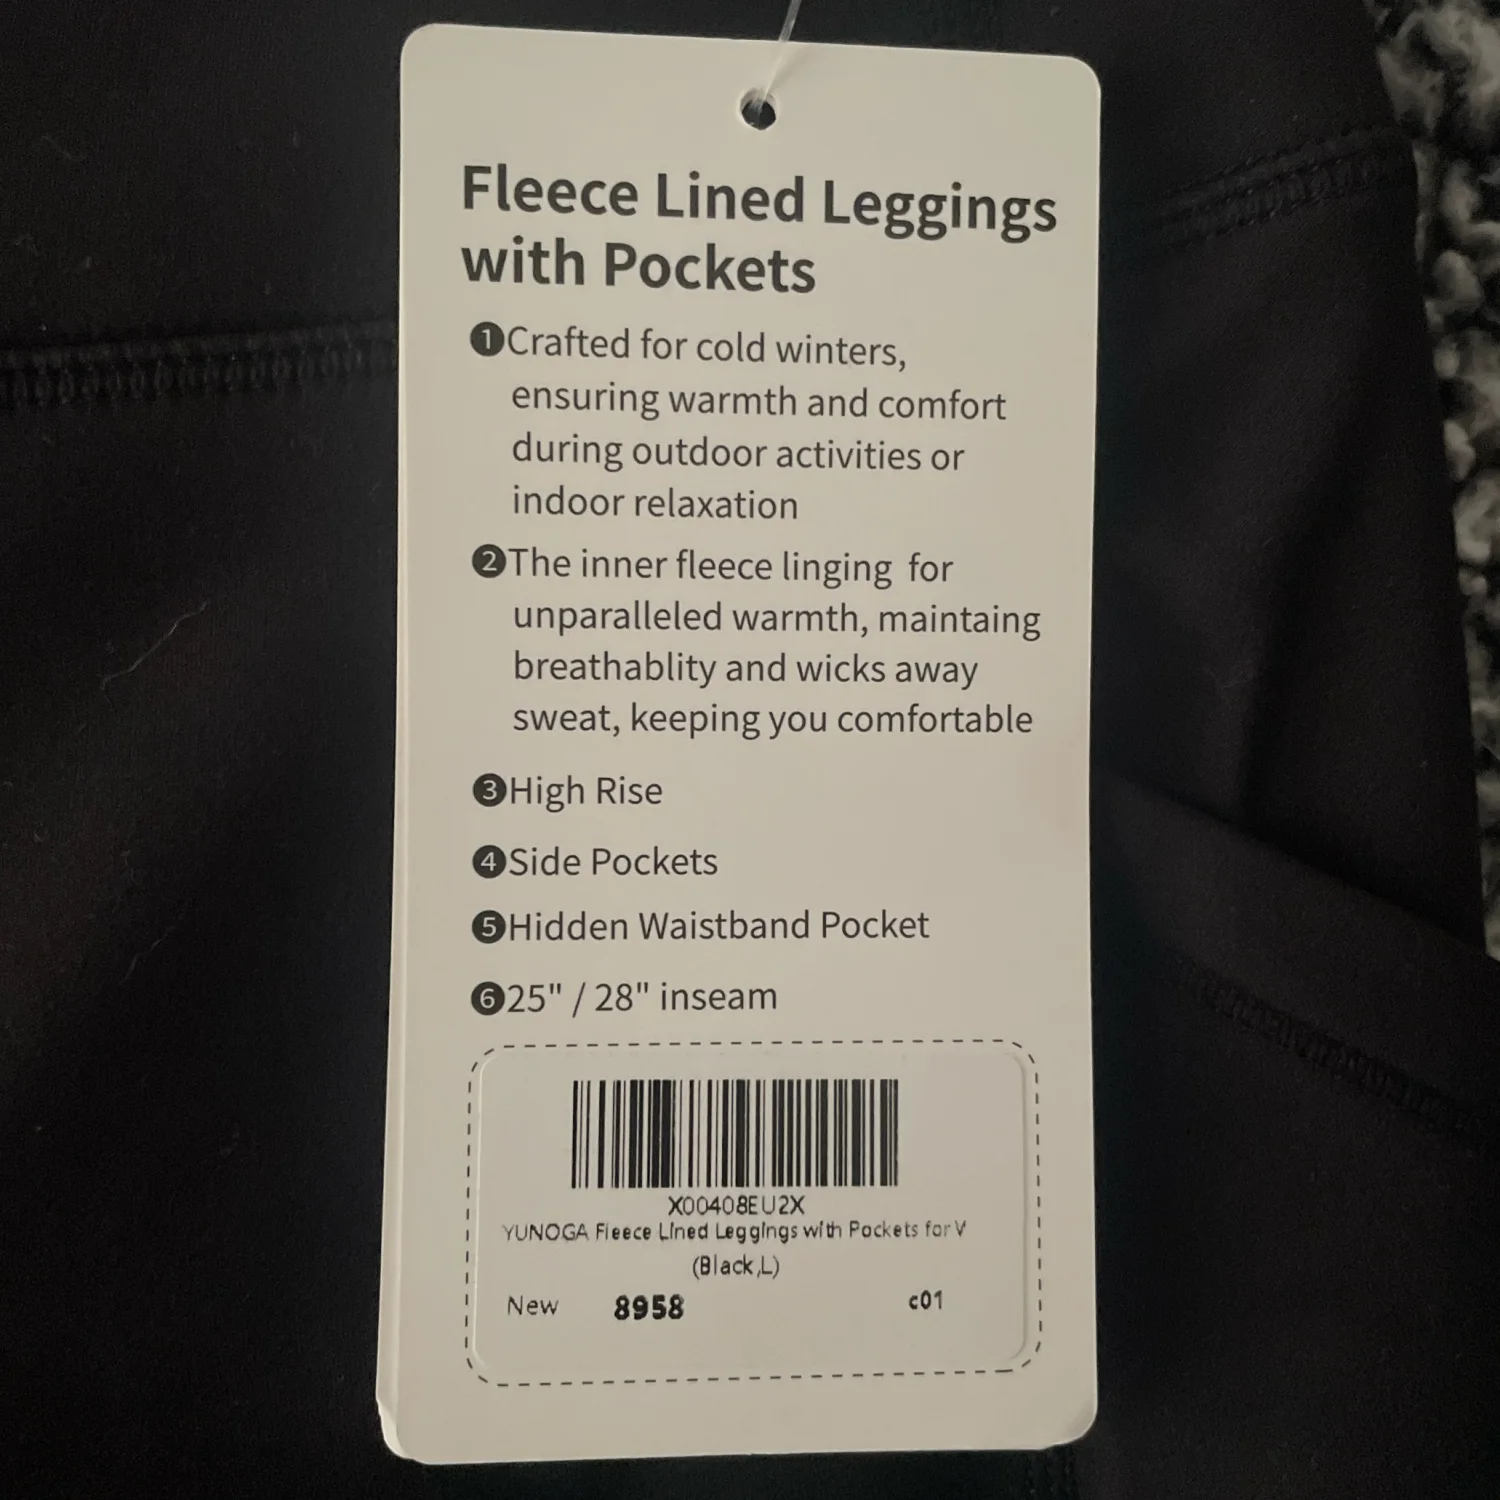 Fleece Lined Leggings
with Pockets
❶Crafted for cold winters,
ensuring warmth and comfort
during outdoor activities or
indoor relaxation
❷The inner fleece linging for
unparalleled warmth, maintaing
breathablity and wicks away
sweat, keeping you comfortable
❸High Rise
❹Side Pockets
❺Hidden Waistband Pocket
❻25" / 28" inseam
X00408EU2X
YUNOGA Fleece Lined Leggings with Pockets for V
(Black,L)
New 8958 c01